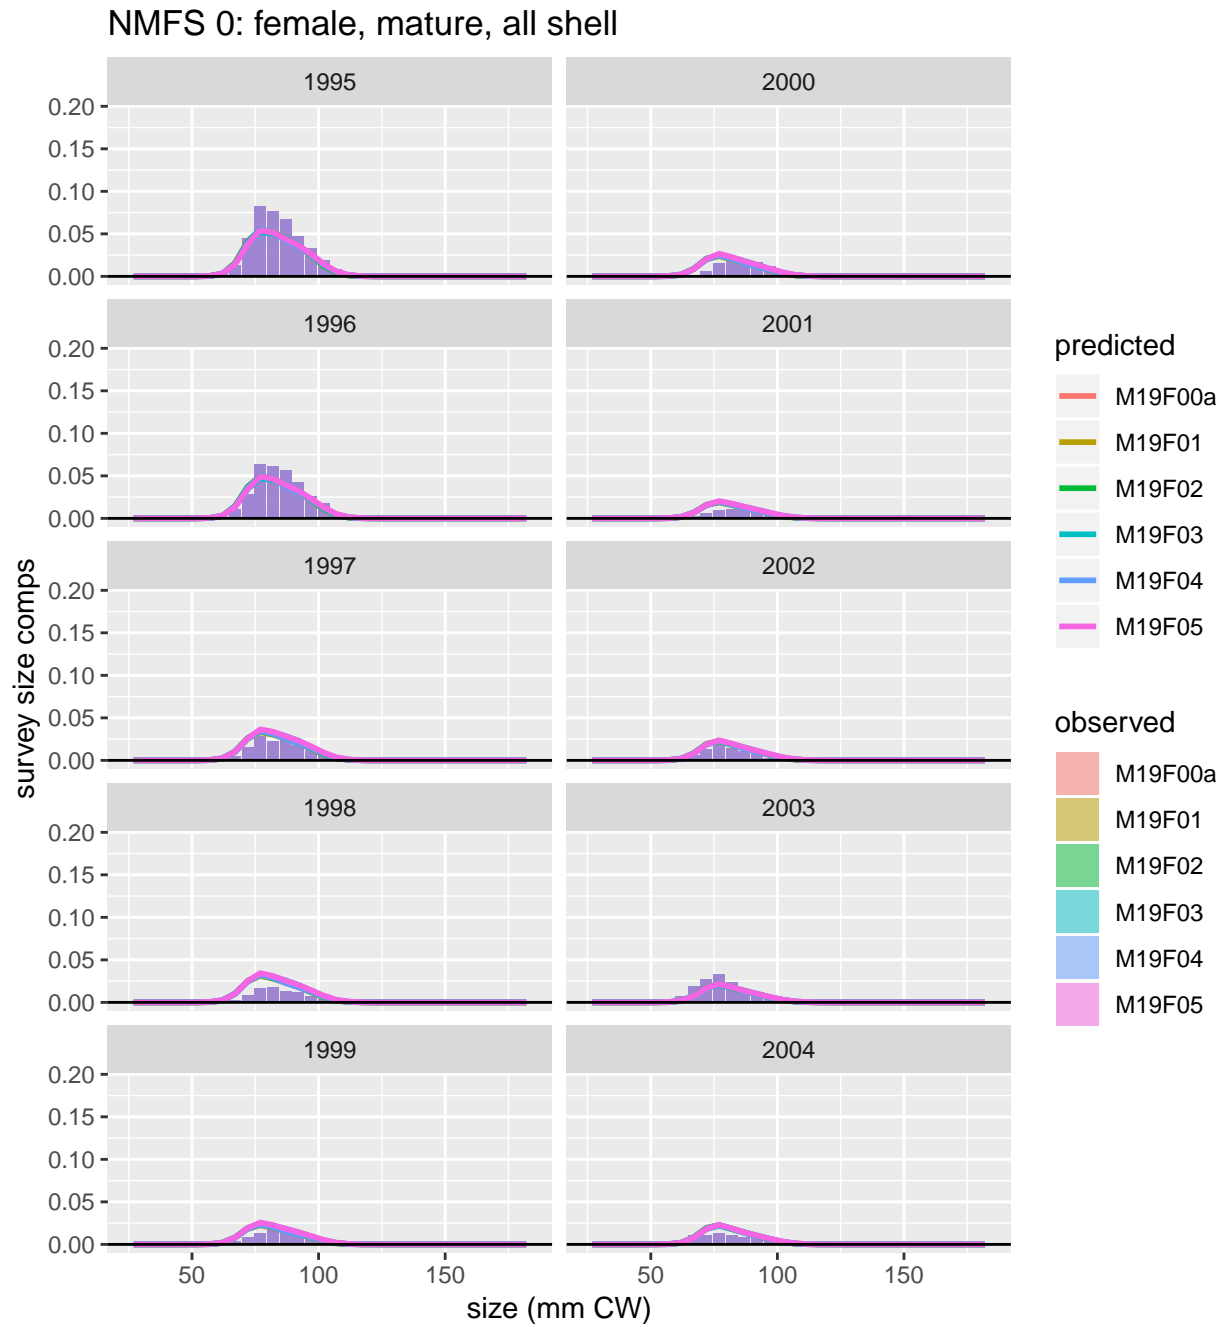 NMFS 0: female, mature, all shell
1995
2000
0.20
0.15
0.10
0.05
0.00
1996
2001
0.20
0.15
0.10
0.05
0.00
1997
2002
0.20
0.15
0.10
0.05
0.00
1998
2003
0.20
0.15
0.10
0.05
0.00
1999
2004
0.20
0.15
0.10
0.05
0.00
50 100 150
50 100 150
size (mm CW)
survey size comps
predicted
M19F00a
M19F01
M19F02
M19F03
M19F04
M19F05
observed
M19F00a
M19F01
M19F02
M19F03
M19F04
M19F05